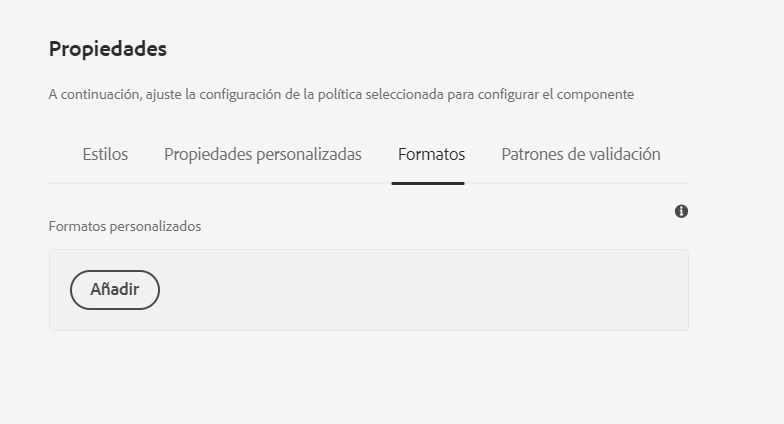 Propiedades
A continuación, ajuste la configuración de la política seleccionada para configurar el componente
Estilos Propiedades personalizadas Formatos Patrones de validación
Formatos personalizados
Añadir